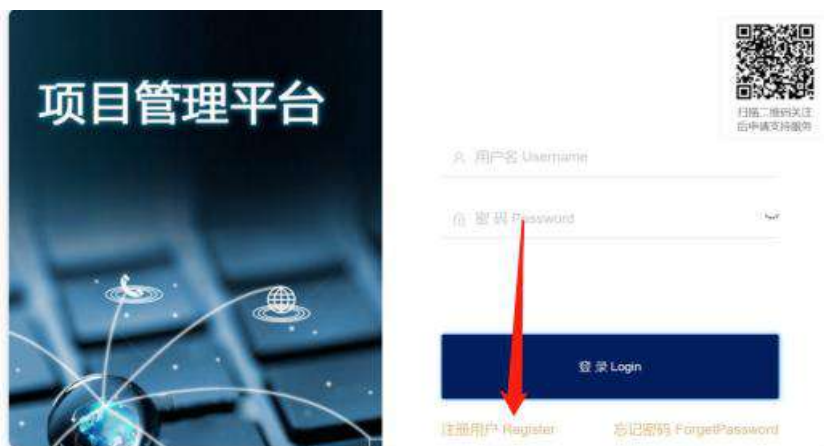 项目管理平台
扫描二维码关注
后申请支持服务
用户名 Username
密码 Password
登 录 Login
注册用户 Register
忘记密码 ForgetPassword